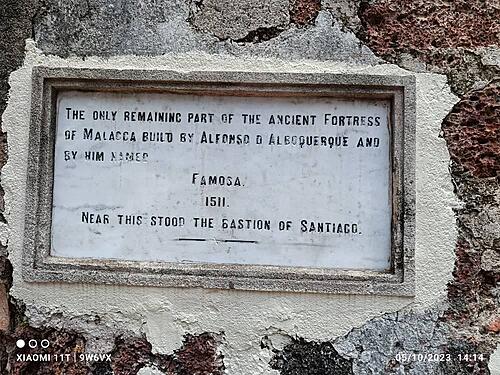 THE ONLY REMAINING PART OF THE ANCIENT FORTRESS
OF MALACCA BUILD BY ALFONSO D ALBOQUERQUE AND
BY HIM NAMED
FAMOSA.
1511.
NEAR THIS STOOD THE BASTION OF SANTIAGO.
XIAOMI 11T | 9W6VX
05/10/2023 14:14